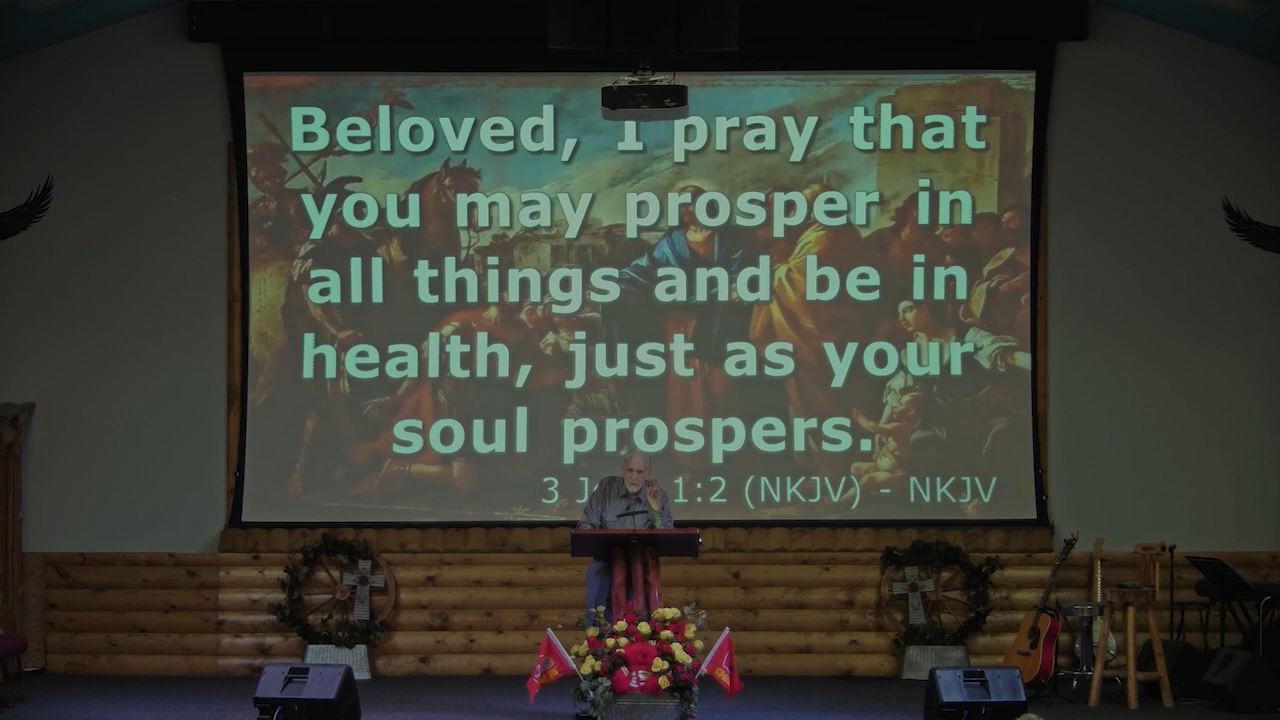 Beloved, I pray that
you may prosper in
all things and be in
health, just as your
soul prospers.
3 1:2 (NKJV) - NKJV